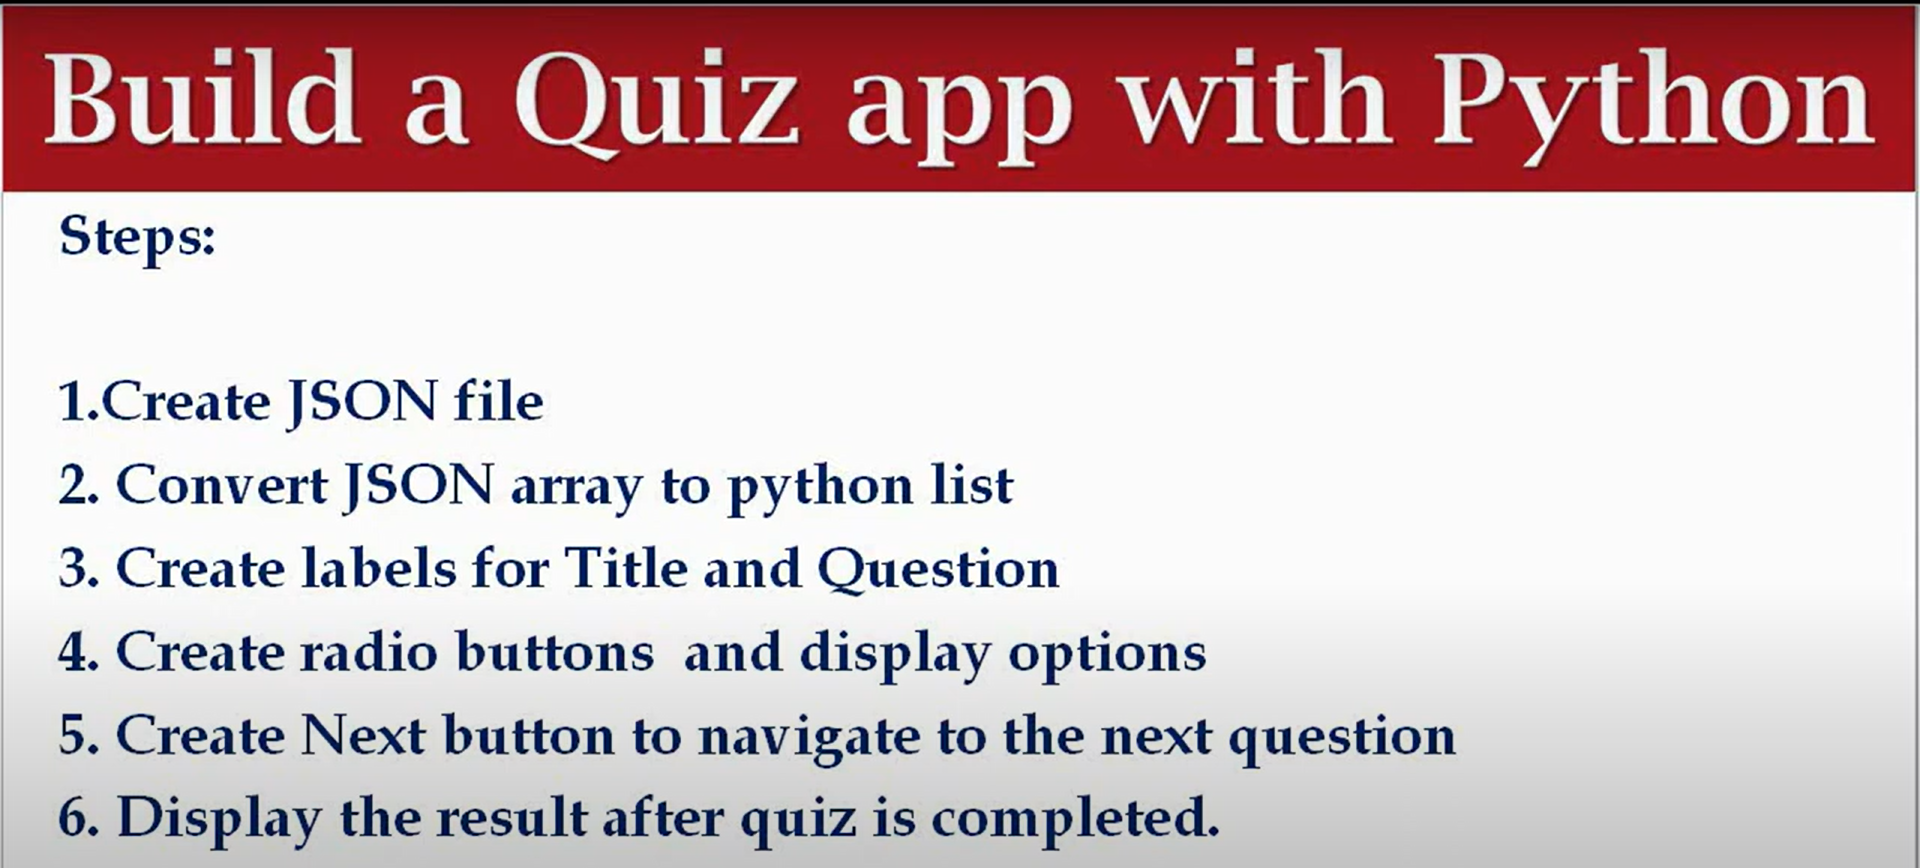 Build a Quiz app with Python
Steps:
1.Create JSON file
2. Convert JSON array to python list
3. Create labels for Title and Question
4. Create radio buttons  and display options
5. Create Next button to navigate to the next question
6. Display the result after quiz is completed.